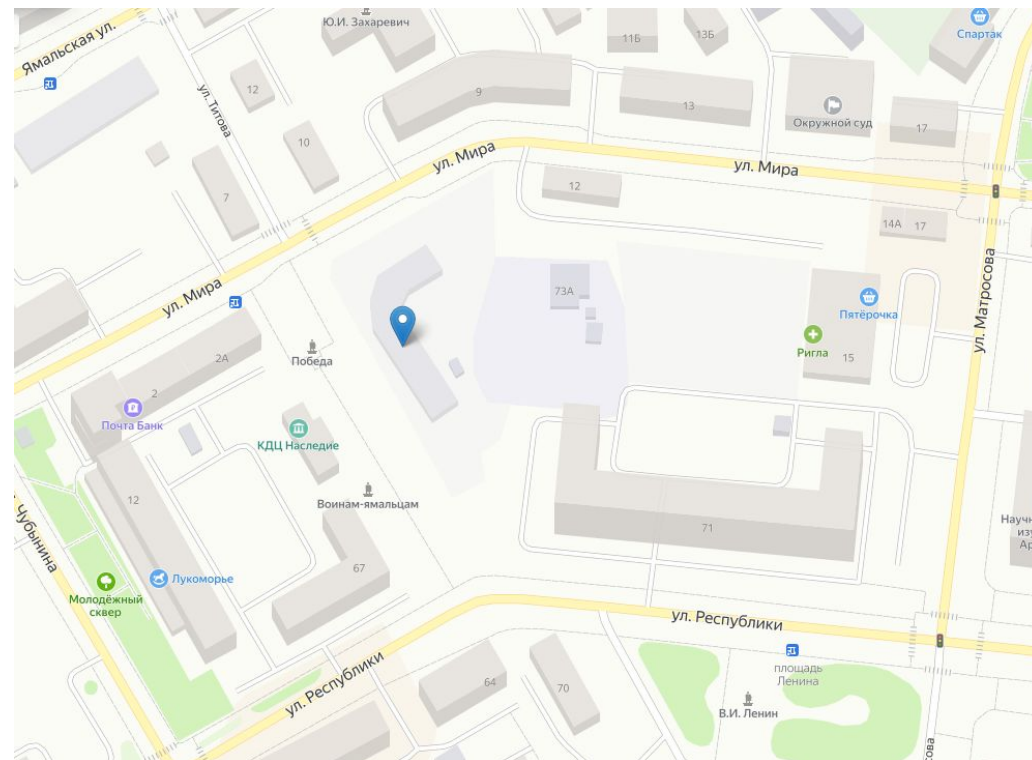 Ю.И. Захаревич
Спартак
Ямальская ул.
11Б
13Б
ул. Титова
12
9
13
Окружной суд
17
10
ул. Мира
ул. Мира
7
12
14А
17
ул. Матросова
73А
ул. Мира
Пятёрочка
Ригла
15
Победа
2А
2
Почта Банк
КДЦ Наследие
12
Воинам-ямальцам
71
Чубынина
67
Лукоморье
Молодёжный
сквер
ул. Республики
площадь
Ленина
ул. Республики
64
70
В.И. Ленин